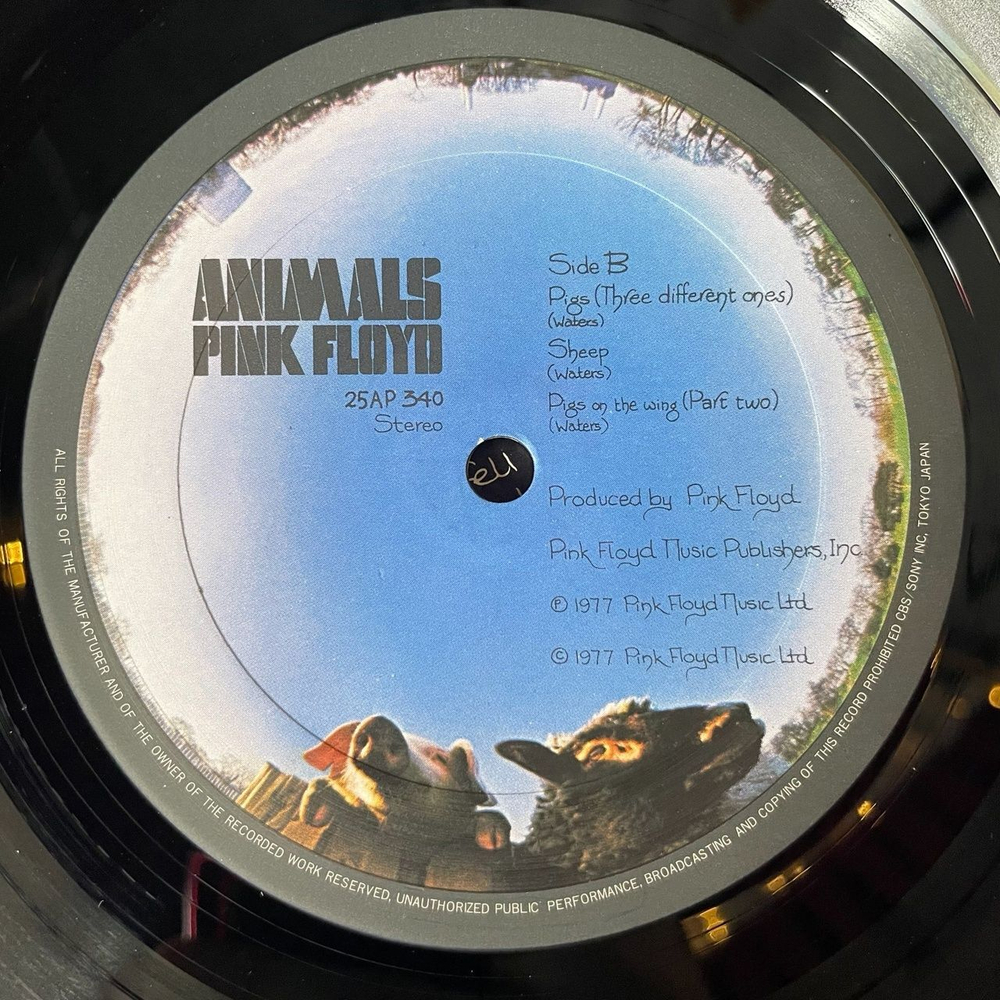 ANIMALS
PINK FLOYD
25AP 340
Stereo
Side B
Pigs (Three different ones)
(Waters)
Sheep
(Waters)
Pigs on the wing (Part two)
(Waters)
Produced by Pink Floyd
Pink Floyd Music Publishers, Inc
℗ 1977 Pink Floyd Music Ltd
© 1977 Pink Floyd Music Ltd
ALL RIGHTS OF THE MANUFACTURER AND OF THE OWNER OF THE RECORDED WORK RESERVED, UNAUTHORIZED PUBLIC PERFORMANCE, BROADCASTING AND COPYING OF THIS RECORD PROHIBITED CBS/SONY INC, TOKYO JAPAN